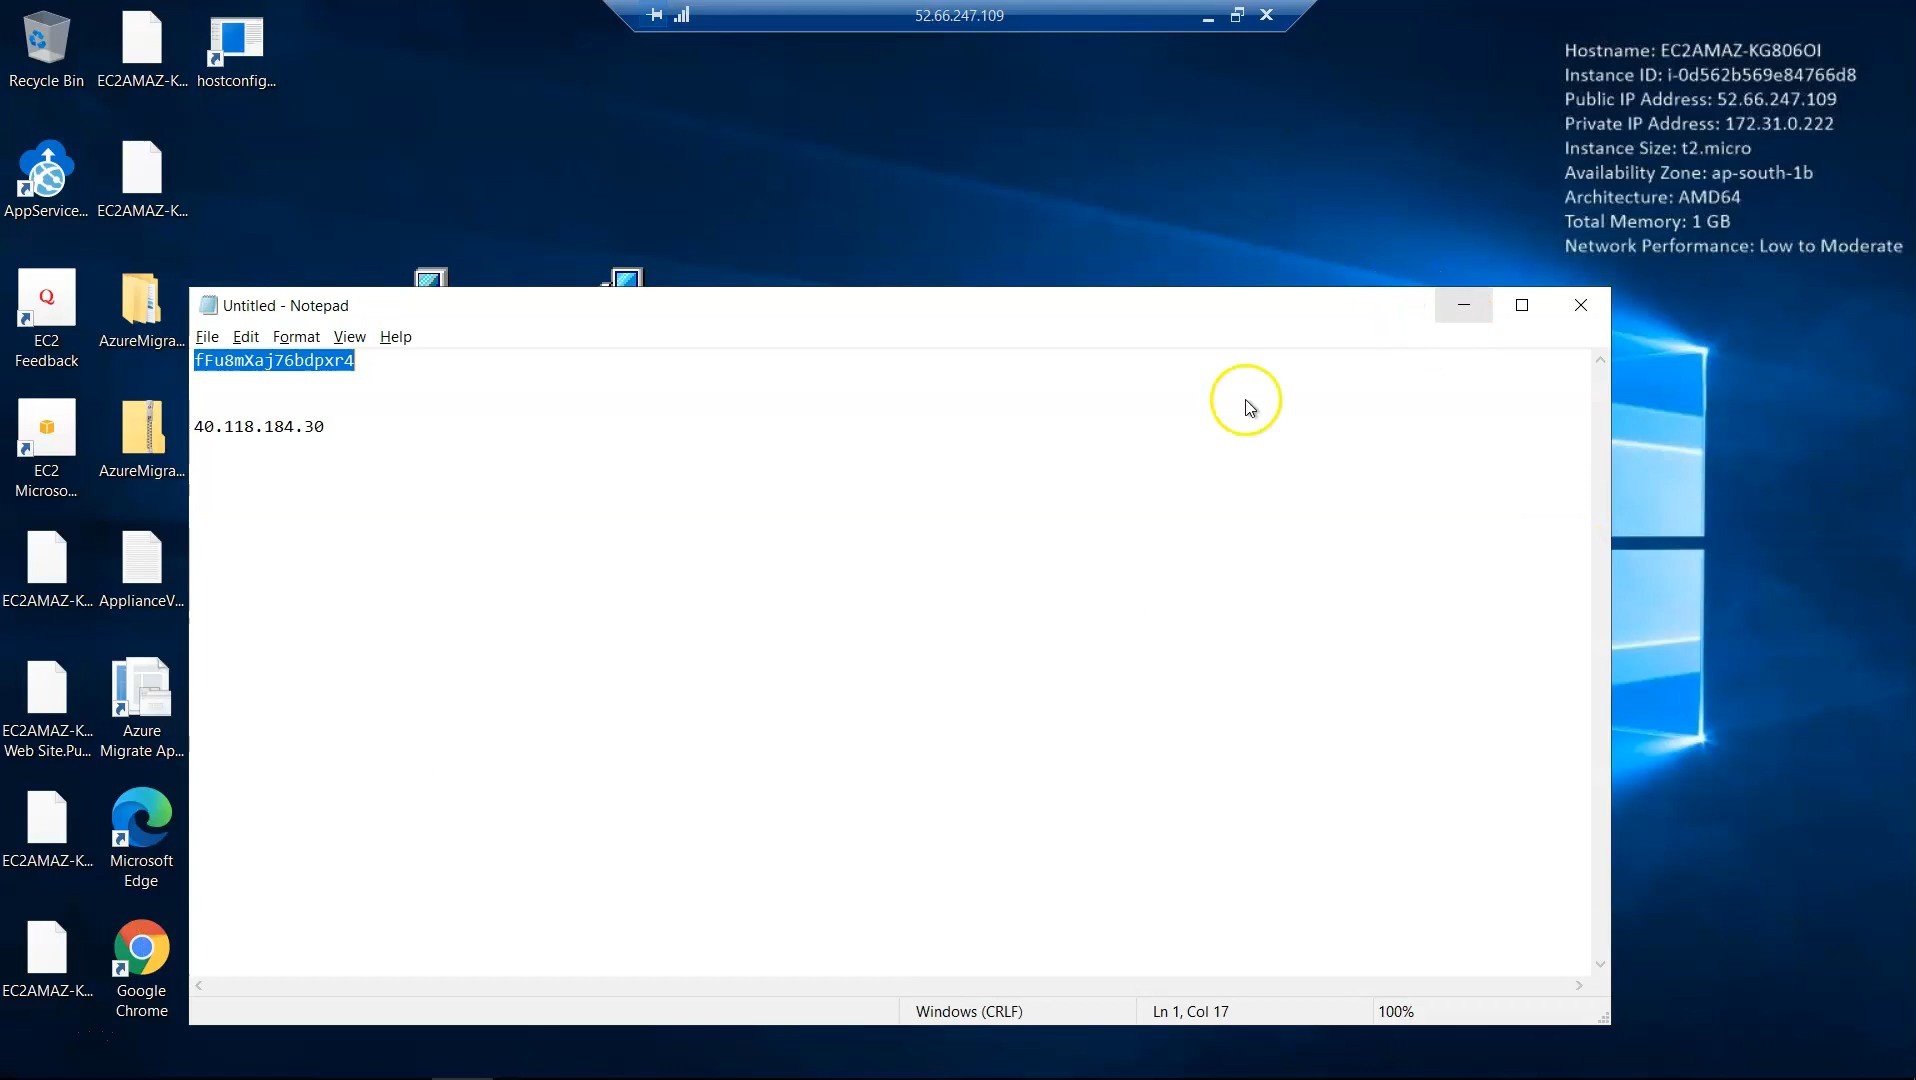 52.66.247.109
Hostname: EC2AMAZ-KG806OI
Instance ID: i-0d562b569e84766d8
Public IP Address: 52.66.247.109
Private IP Address: 172.31.0.222
Instance Size: t2.micro
Availability Zone: ap-south-1b
Architecture: AMD64
Total Memory: 1 GB
Network Performance: Low to Moderate
Recycle Bin
EC2AMAZ-K...
hostconfig...
AppService...
EC2AMAZ-K...
EC2
Feedback
AzureMigra...
EC2
Microso...
AzureMigra...
EC2AMAZ-K...
ApplianceV...
EC2AMAZ-K...
Web Site.Pu...
Azure
Migrate Ap...
EC2AMAZ-K...
Microsoft
Edge
EC2AMAZ-K...
Google
Chrome
Untitled - Notepad
File Edit Format View Help
fFu8mXaj76bdpxr4
40.118.184.30
Windows (CRLF)
Ln 1, Col 17
100%